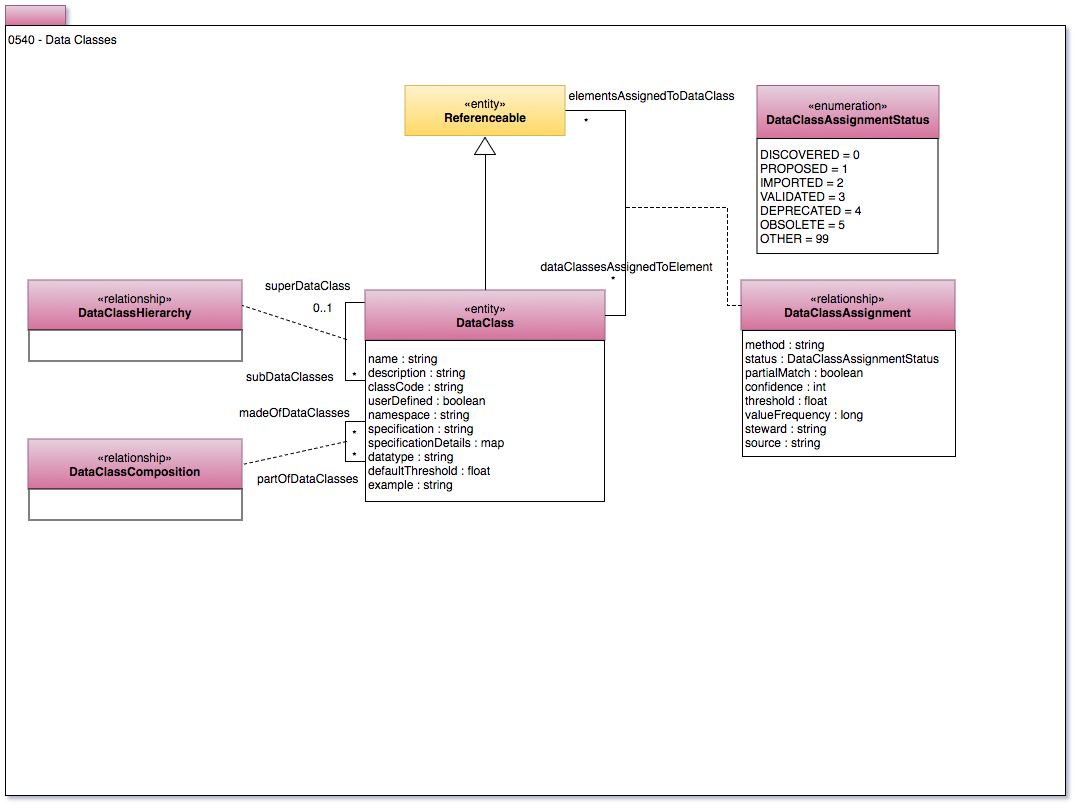 0540 - Data Classes
«entity»
Referenceable
elementsAssignedToDataClass
*
«enumeration»
DataClassAssignmentStatus
DISCOVERED = 0
PROPOSED = 1
IMPORTED = 2
VALIDATED = 3
DEPRECATED = 4
OBSOLETE = 5
OTHER = 99
dataClassesAssignedToElement
*
«relationship»
DataClassHierarchy
superDataClass
0..1
subDataClasses
*
«entity»
DataClass
name : string
description : string
classCode : string
userDefined : boolean
namespace : string
specification : string
specificationDetails : map
datatype : string
defaultThreshold : float
example : string
«relationship»
DataClassAssignment
method : string
status : DataClassAssignmentStatus
partialMatch : boolean
confidence : int
threshold : float
valueFrequency : long
steward : string
source : string
madeOfDataClasses
*
*
partOfDataClasses
«relationship»
DataClassComposition